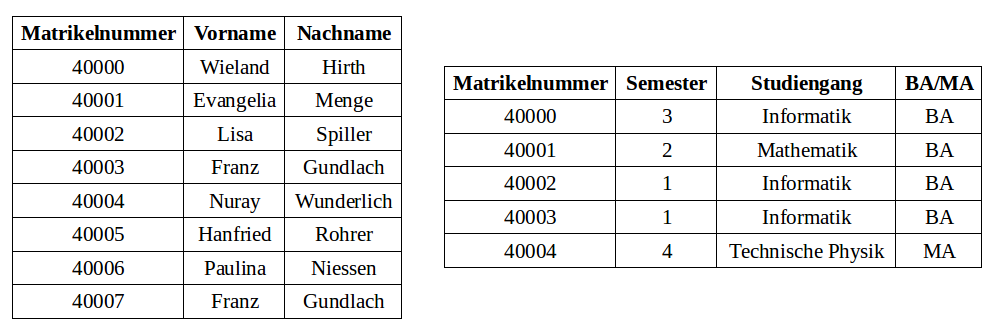 Matrikelnummer Vorname Nachname
40000 Wieland Hirth
40001 Evangelia Menge
40002 Lisa Spiller
40003 Franz Gundlach
40004 Nuray Wunderlich
40005 Hanfried Rohrer
40006 Paulina Niessen
40007 Franz Gundlach
Matrikelnummer Semester Studiengang BA/MA
40000 3 Informatik BA
40001 2 Mathematik BA
40002 1 Informatik BA
40003 1 Informatik BA
40004 4 Technische Physik MA